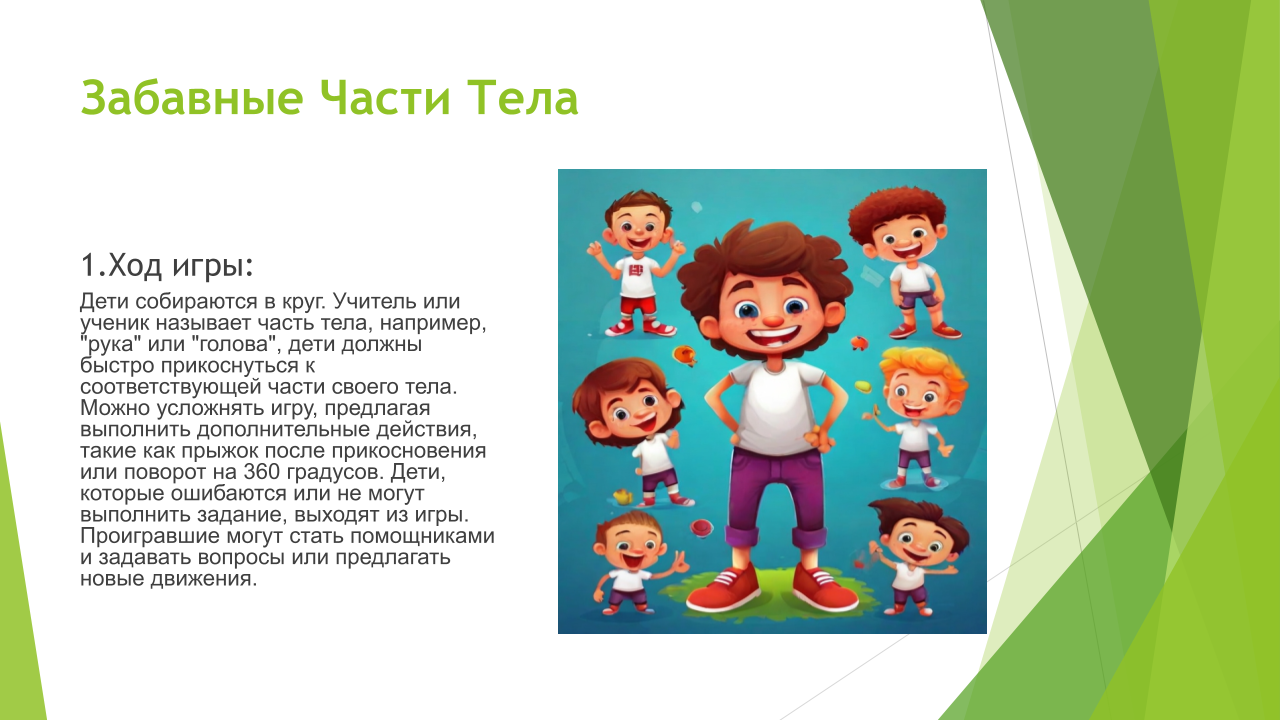 Забавные Части Тела
1.Ход игры:
Дети собираются в круг. Учитель или
ученик называет часть тела, например,
"рука" или "голова", дети должны
быстро прикоснуться к
соответствующей части своего тела.
Можно усложнять игру, предлагая
выполнить дополнительные действия,
такие как прыжок после прикосновения
или поворот на 360 градусов. Дети,
которые ошибаются или не могут
выполнить задание, выходят из игры.
Проигравшие могут стать помощниками
и задавать вопросы или предлагать
новые движения.